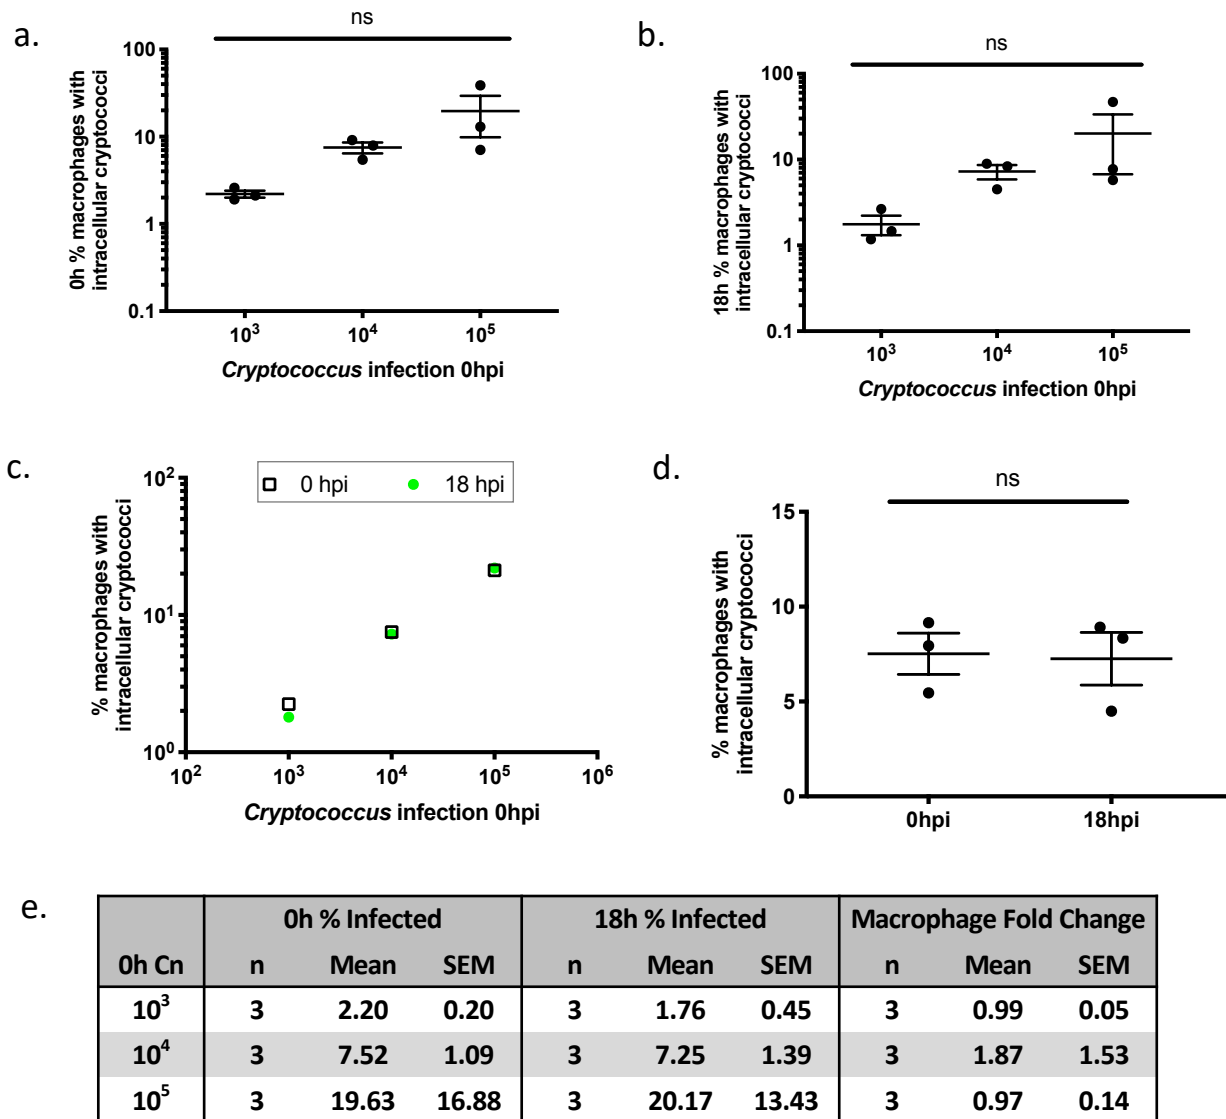 a.
ns
0h % macrophages with
intracellular cryptococci
100
10
1
0.1
10³
10⁴
10⁵
Cryptococcus infection 0hpi
b.
ns
18h % macrophages with
intracellular cryptococci
100
10
1
0.1
10³
10⁴
10⁵
Cryptococcus infection 0hpi
c.
0 hpi
18 hpi
% macrophages with
intracellular cryptococci
10²
10¹
10⁰
10²
10³
10⁴
10⁵
10⁶
Cryptococcus infection 0hpi
d.
ns
% macrophages with
intracellular cryptococci
15
10
5
0
0hpi
18hpi
e.
0h % Infected 18h % Infected Macrophage Fold Change
0h Cn n Mean SEM n Mean SEM n Mean SEM
10³ 3 2.20 0.20 3 1.76 0.45 3 0.99 0.05
10⁴ 3 7.52 1.09 3 7.25 1.39 3 1.87 1.53
10⁵ 3 19.63 16.88 3 20.17 13.43 3 0.97 0.14